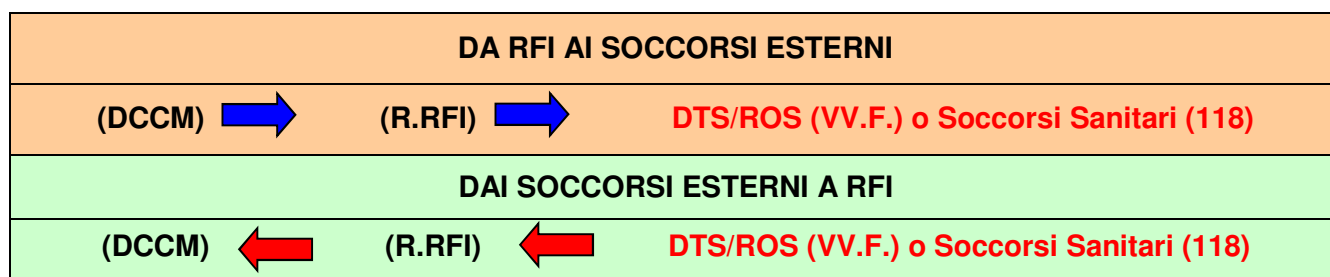 DA RFI AI SOCCORSI ESTERNI
(DCCM) (R.RFI) DTS/ROS (VV.F.) o Soccorsi Sanitari (118)
DAI SOCCORSI ESTERNI A RFI
(DCCM) (R.RFI) DTS/ROS (VV.F.) o Soccorsi Sanitari (118)